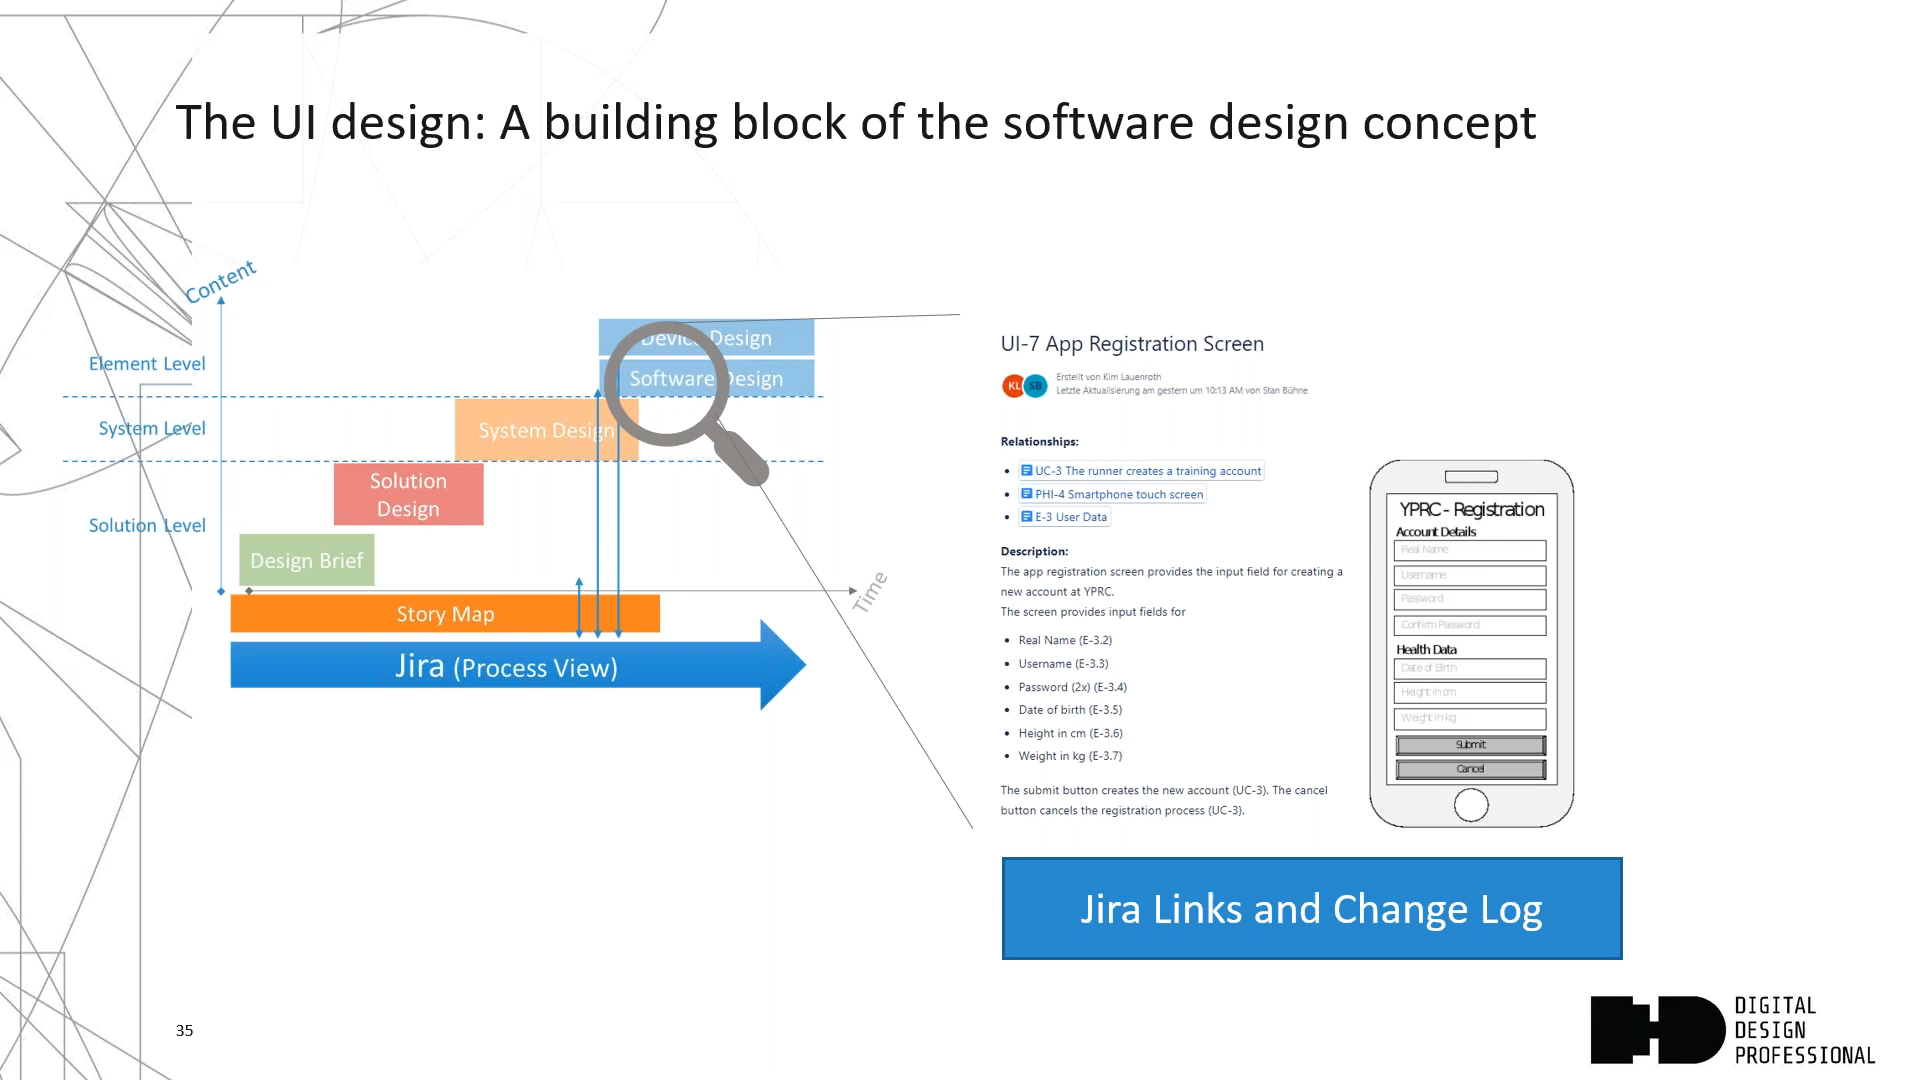 The UI design: A building block of the software design concept
Content
Element Level
System Level
Solution Level
Device Design
Software Design
System Design
Solution
Design
Design Brief
Time
Story Map
Jira (Process View)
UI-7 App Registration Screen
KL SB
Erstellt von Kim Lauenroth
Letzte Aktualisierung am gestern um 10:13 AM von Stan Bühne
Relationships:
UC-3 The runner creates a training account
PHI-4 Smartphone touch screen
E-3 User Data
Description:
The app registration screen provides the input field for creating a
new account at YPRC.
The screen provides input fields for
Real Name (E-3.2)
Username (E-3.3)
Password (2x) (E-3.4)
Date of birth (E-3.5)
Height in cm (E-3.6)
Weight in kg (E-3.7)
The submit button creates the new account (UC-3). The cancel
button cancels the registration process (UC-3).
YPRC - Registration
Account Details
Real Name
Username
Password
Confirm Password
Health Data
Date of Birth
Height in cm
Weight in kg
Submit
Cancel
Jira Links and Change Log
35
DIGITAL
DESIGN
PROFESSIONAL